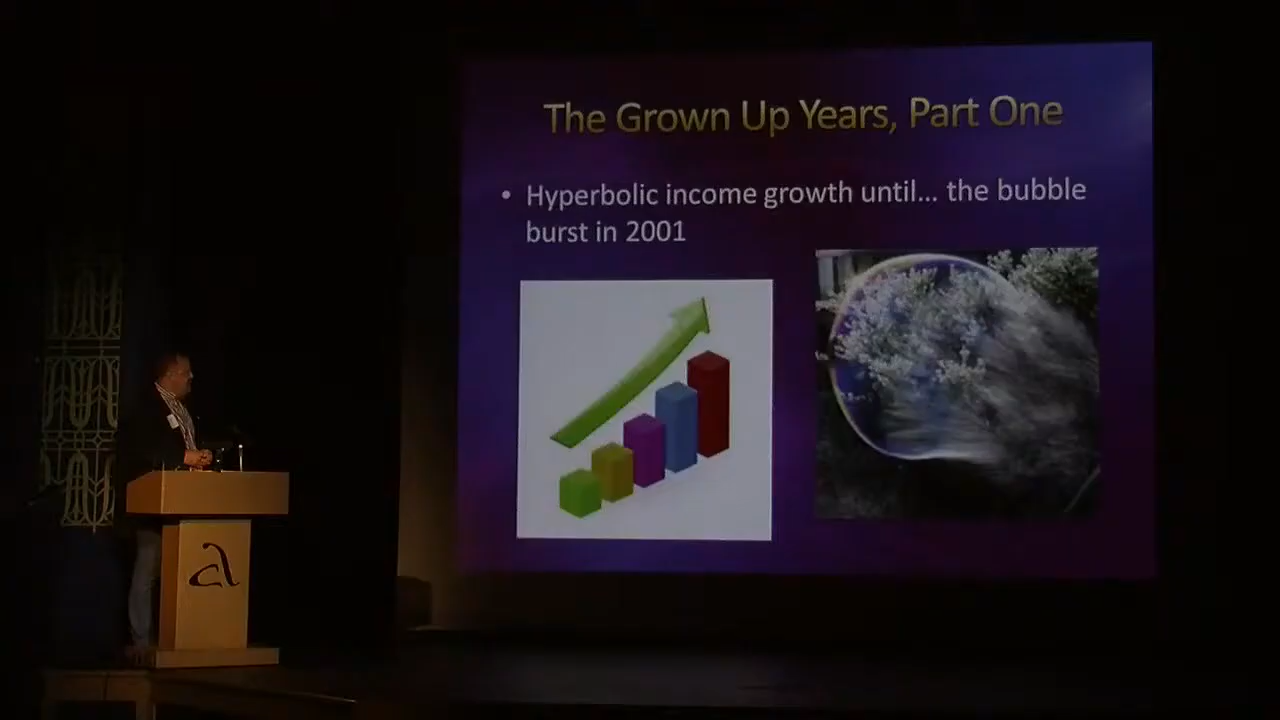 The Grown Up Years, Part One
• Hyperbolic income growth until... the bubble
burst in 2001
a